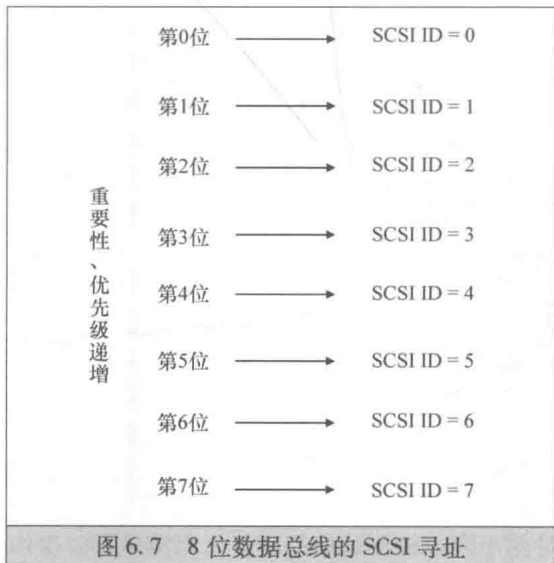 第0位 SCSI ID = 0
第1位 SCSI ID = 1
第2位 SCSI ID = 2
第3位 SCSI ID = 3
第4位 SCSI ID = 4
第5位 SCSI ID = 5
第6位 SCSI ID = 6
第7位 SCSI ID = 7
重要性、优先级递增
图 6.7 8 位数据总线的 SCSI 寻址